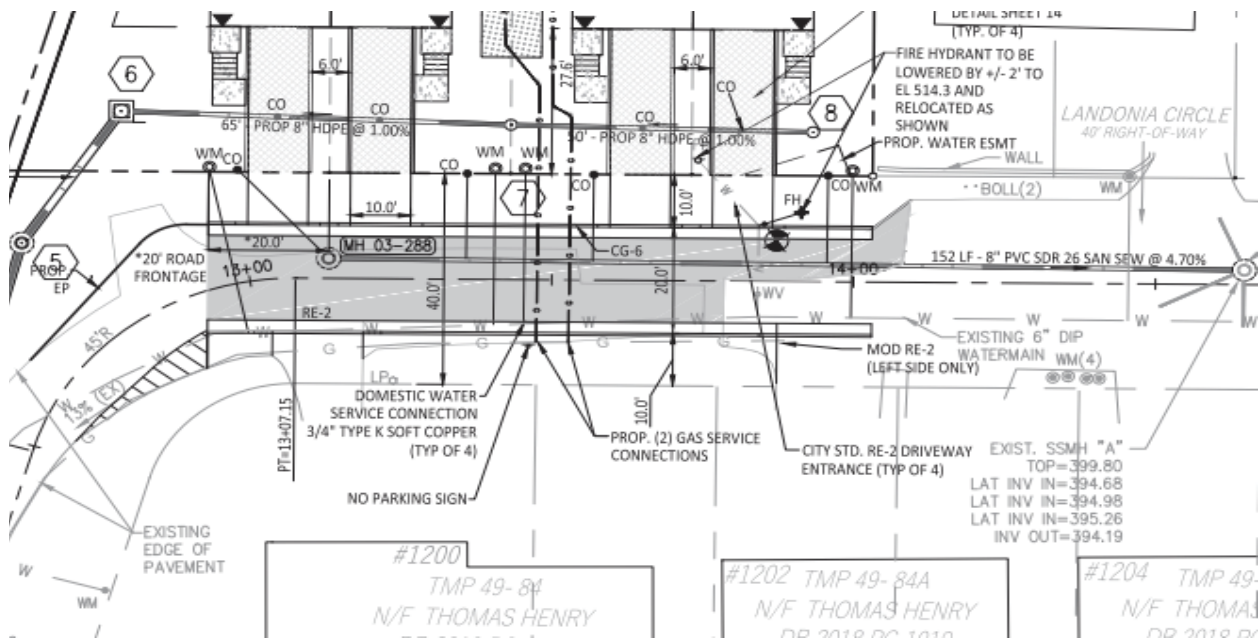 DETAIL SHEET 14
(TYP. OF 4)
FIRE HYDRANT TO BE
LOWERED BY +/- 2' TO
EL 514.3 AND
RELOCATED AS
SHOWN
PROP. WATER ESMT
LANDONIA CIRCLE
40' RIGHT-OF-WAY
WALL
BOLL(2)
WM
6
6.0'
27.6'
6.0'
CO
8
CO
CO
CO
65' - PROP 8" HDPE @ 1.00%
50' - PROP 8" HDPE @ 1.00%
WM
CO
CO
WM
WM
CO
CO
WM
7
W
10.0'
10.0'
FH
5
PROP.
EP
*20' ROAD
FRONTAGE
*20.0'
13+00
MH 03-288
CG-6
14+00
152 LF - 8" PVC SDR 26 SAN SEW @ 4.70%
40.0'
20.0'
WV
RE-2
W
W
W
W
W
W
W
W
W
W
EXISTING 6" DIP
WATERMAIN
WM(4)
45'R
W
13% (EX)
W
G
G
G
G
LP
MOD RE-2
(LEFT SIDE ONLY)
DOMESTIC WATER
SERVICE CONNECTION
3/4" TYPE K SOFT COPPER
(TYP OF 4)
10.0'
PT=13+07.15
PROP. (2) GAS SERVICE
CONNECTIONS
CITY STD. RE-2 DRIVEWAY
ENTRANCE (TYP OF 4)
NO PARKING SIGN
EXIST. SSMH "A"
TOP=399.80
LAT INV IN=394.68
LAT INV IN=394.98
LAT INV IN=395.26
INV OUT=394.19
EXISTING
EDGE OF
PAVEMENT
W
WM
#1200
TMP 49- 84
N/F THOMAS HENRY
#1202 TMP 49- 84A
N/F THOMAS HENRY
DB 2018 PG 1919
#1204 TMP 49-
N/F THOMAS
DB 2018 PG